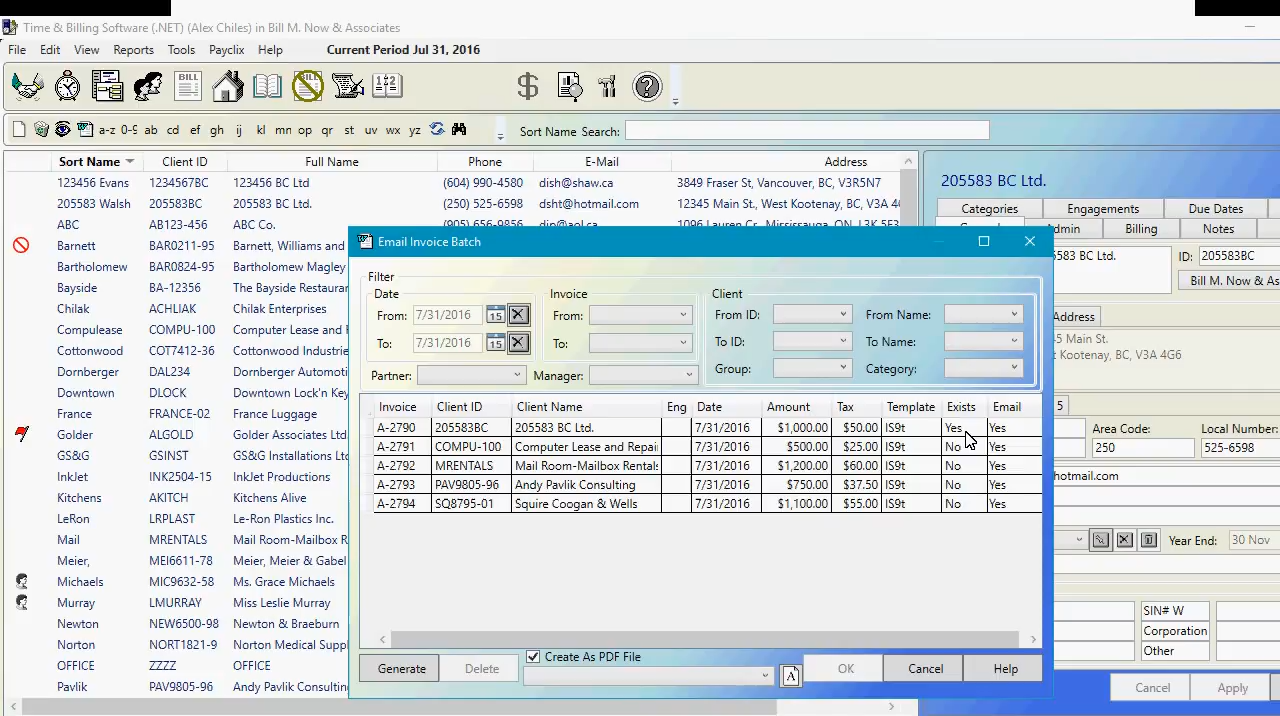 Time & Billing Software (.NET) (Alex Chiles) in Bill M. Now & Associates
File Edit View Reports Tools Payclix Help Current Period Jul 31, 2016
BILL
a-z 0-9 ab cd ef gh ij kl mn op qr st uv wx yz Sort Name Search:
Sort Name Client ID Full Name Phone E-Mail Address
123456 Evans 1234567BC 123456 BC Ltd (604) 990-4580 dish@shaw.ca 3849 Fraser St, Vancouver, BC, V3R5N7
205583 Walsh 205583BC 205583 BC Ltd. (250) 525-6598 dsht@hotmail.com 12345 Main St., West Kootenay, BC, V3A 4G
ABC AB123-456 ABC Co. (905) 656-9856 dip@aol.ca 1096 Lauren Cr, Mississauga, ON, L3K 5F3
Barnett BAR0211-95 Barnett, Williams and
Bartholomew BAR0824-95 Bartholomew Magley
Bayside BA-12356 The Bayside Restaurant
Chilak ACHLIAK Chilak Enterprises
Compulease COMPU-100 Computer Lease and R
Cottonwood COT7412-36 Cottonwood Industrie
Dornberger DAL234 Dornberger Associates
Downtown DLOCK Downtown Lock'n Key
France FRANCE-02 France Luggage
Golder ALGOLD Golder Associates Ltd.
GS&G GSINST GS&G Installations Ltd
InkJet INK2504-15 InkJet Productions
Kitchens AKITCH Kitchens Alive
LeRon LRPLAST Le-Ron Plastics Inc.
Mail MRENTALS Mail Room-Mailbox Re
Meier, MEI6611-78 Meier, Meier & Gabel
Michaels MIC9632-58 Ms. Grace Michaels
Murray LMURRAY Miss Leslie Murray
Newton NEW6500-98 Newton & Braeburn
Norton NORT1821-9 Norton Medical Suppl
OFFICE ZZZZ OFFICE
Pavlik PAV9805-96 Andy Pavlik Consulting
205583 BC Ltd.
Categories Engagements Due Dates
Admin Billing Notes
83 BC Ltd. ID: 205583BC
Bill M. Now & As
Address
5 Main St.
Kootenay, BC, V3A 4G6
5 Area Code: Local Number:
250 525-6598
hotmail.com
Year End: 30 Nov
SIN# W
Corporation
Other
Cancel Apply
Email Invoice Batch
Filter
Date Invoice Client
From: 7/31/2016 15 From: From ID: From Name:
To: 7/31/2016 15 To: To ID: To Name:
Partner: Manager: Group: Category:
Invoice Client ID Client Name Eng Date Amount Tax Template Exists Email
A-2790 205583BC 205583 BC Ltd. 7/31/2016 $1,000.00 $50.00 IS9t Yes Yes
A-2791 COMPU-100 Computer Lease and Repair 7/31/2016 $500.00 $25.00 IS9t No Yes
A-2792 MRENTALS Mail Room-Mailbox Rentals 7/31/2016 $1,200.00 $60.00 IS9t No Yes
A-2793 PAV9805-96 Andy Pavlik Consulting 7/31/2016 $750.00 $37.50 IS9t No Yes
A-2794 SQ8795-01 Squire Coogan & Wells 7/31/2016 $1,100.00 $55.00 IS9t No Yes
Create As PDF File
Generate Delete A OK Cancel Help